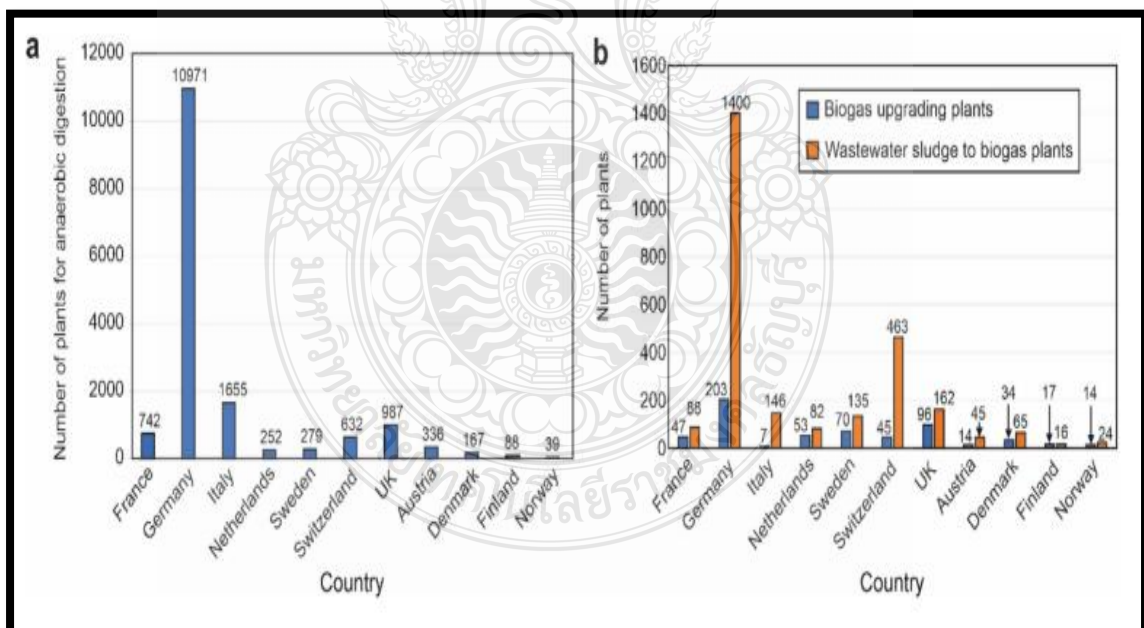 a
Number of plants for anaerobic digestion
12000
10000
8000
6000
4000
2000
0
742
10971
1655
252
279
632
987
336
167
88
39
France
Germany
Italy
Netherlands
Sweden
Switzerland
UK
Austria
Denmark
Finland
Norway
Country
b
Number of plants
1600
1400
1200
1000
800
600
400
200
0
Biogas upgrading plants
Wastewater sludge to biogas plants
47
88
203
1400
7
146
53
82
70
135
45
463
96
162
14
45
34
65
17
16
14
24
France
Germany
Italy
Netherlands
Sweden
Switzerland
UK
Austria
Denmark
Finland
Norway
Country